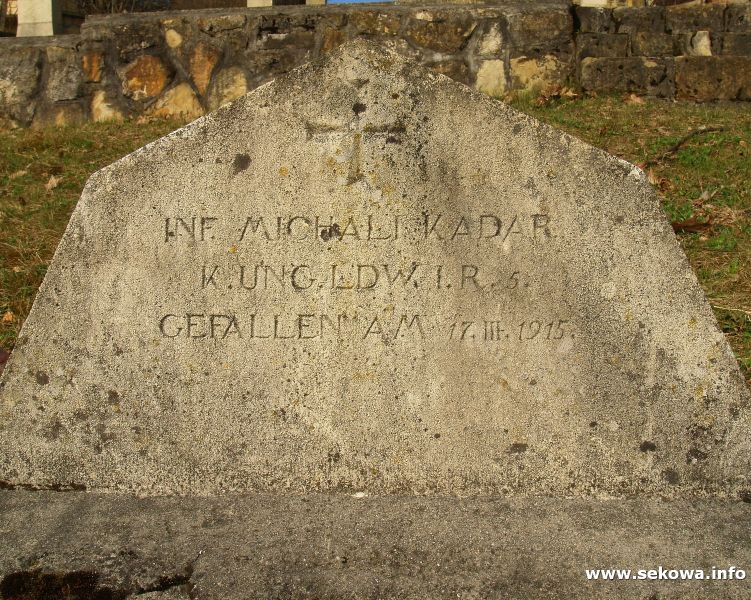 INF. MICHALI KADAR
K.UNG.LDW.I.R. 5.
GEFALLEN AM 17.III.1915.
www.sekowa.info